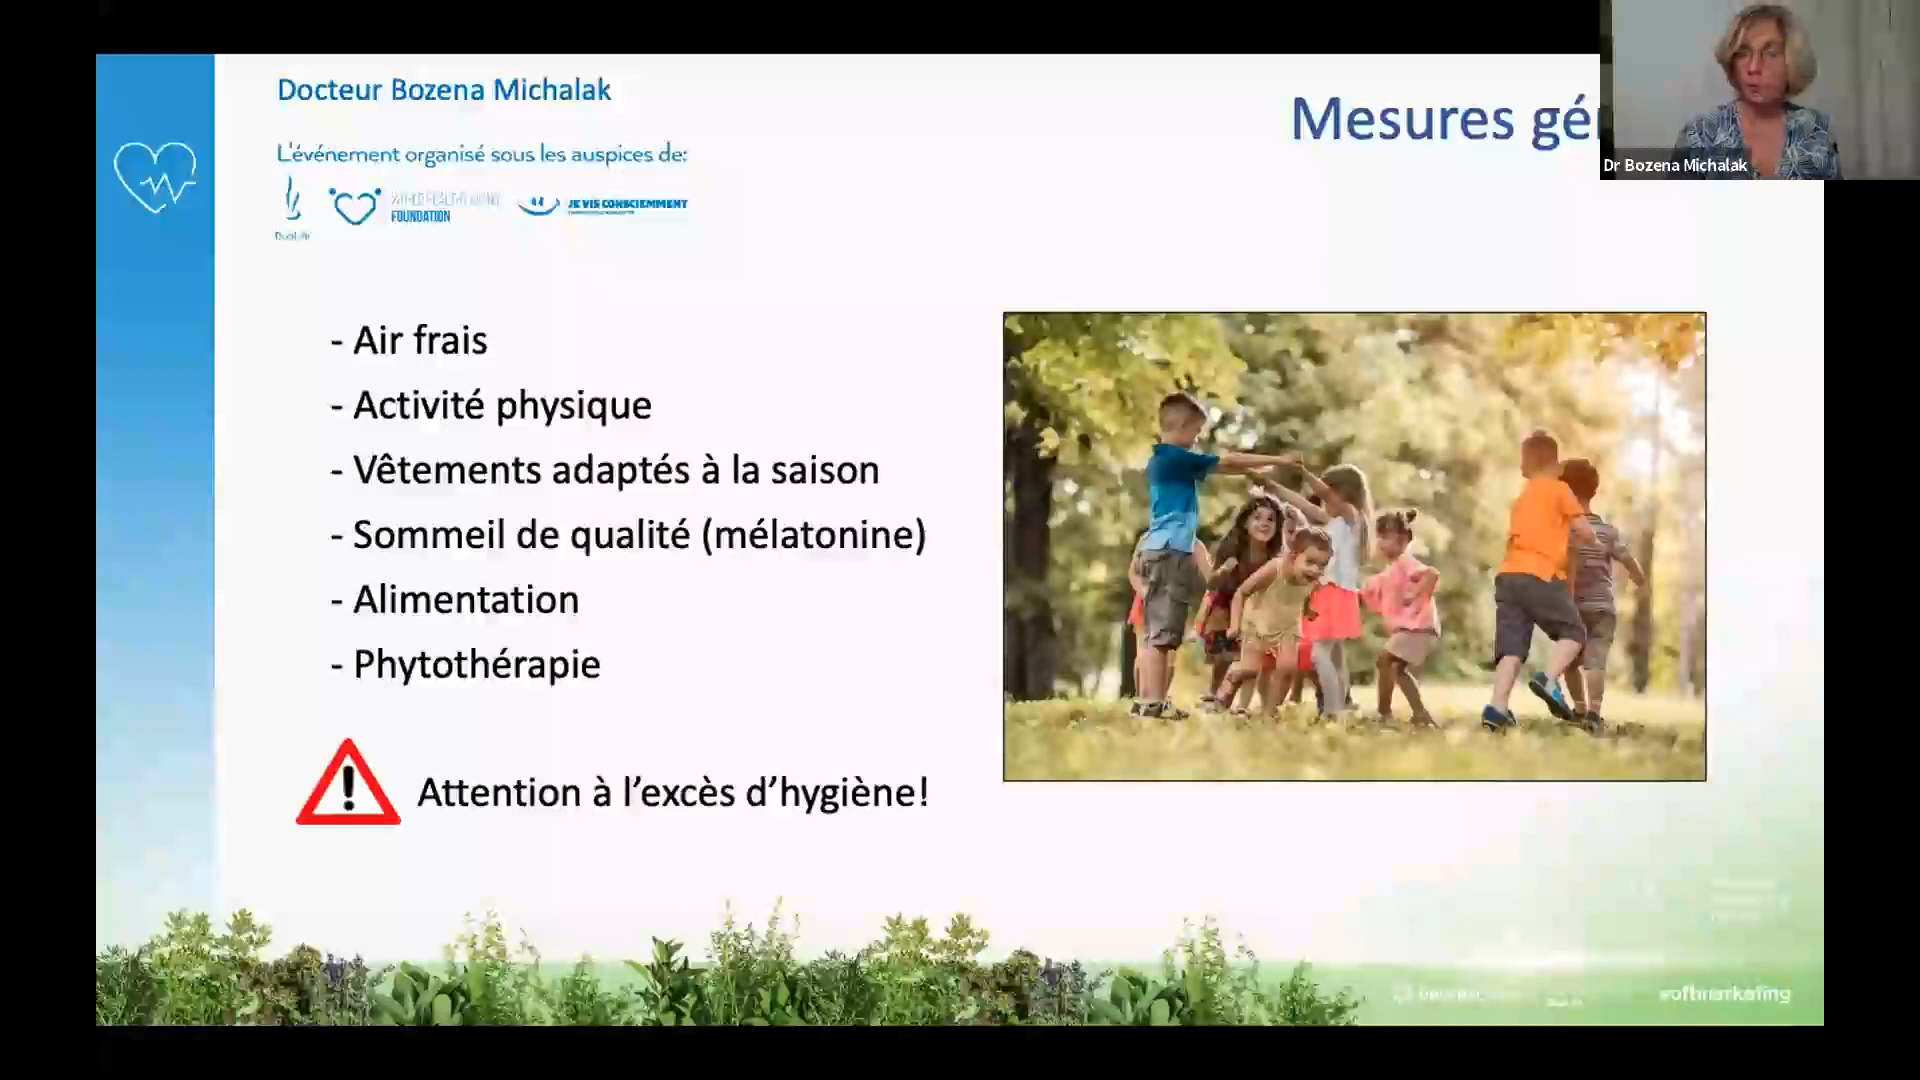 Docteur Bozena Michalak
Mesures gé
Dr Bozena Michalak
L'événement organisé sous les auspices de:
FOUNDATION
JE VIS CONSCIEMMENT
- Air frais
- Activité physique
- Vêtements adaptés à la saison
- Sommeil de qualité (mélatonine)
- Alimentation
- Phytothérapie
Attention à l'excès d'hygiène!
softmarketing